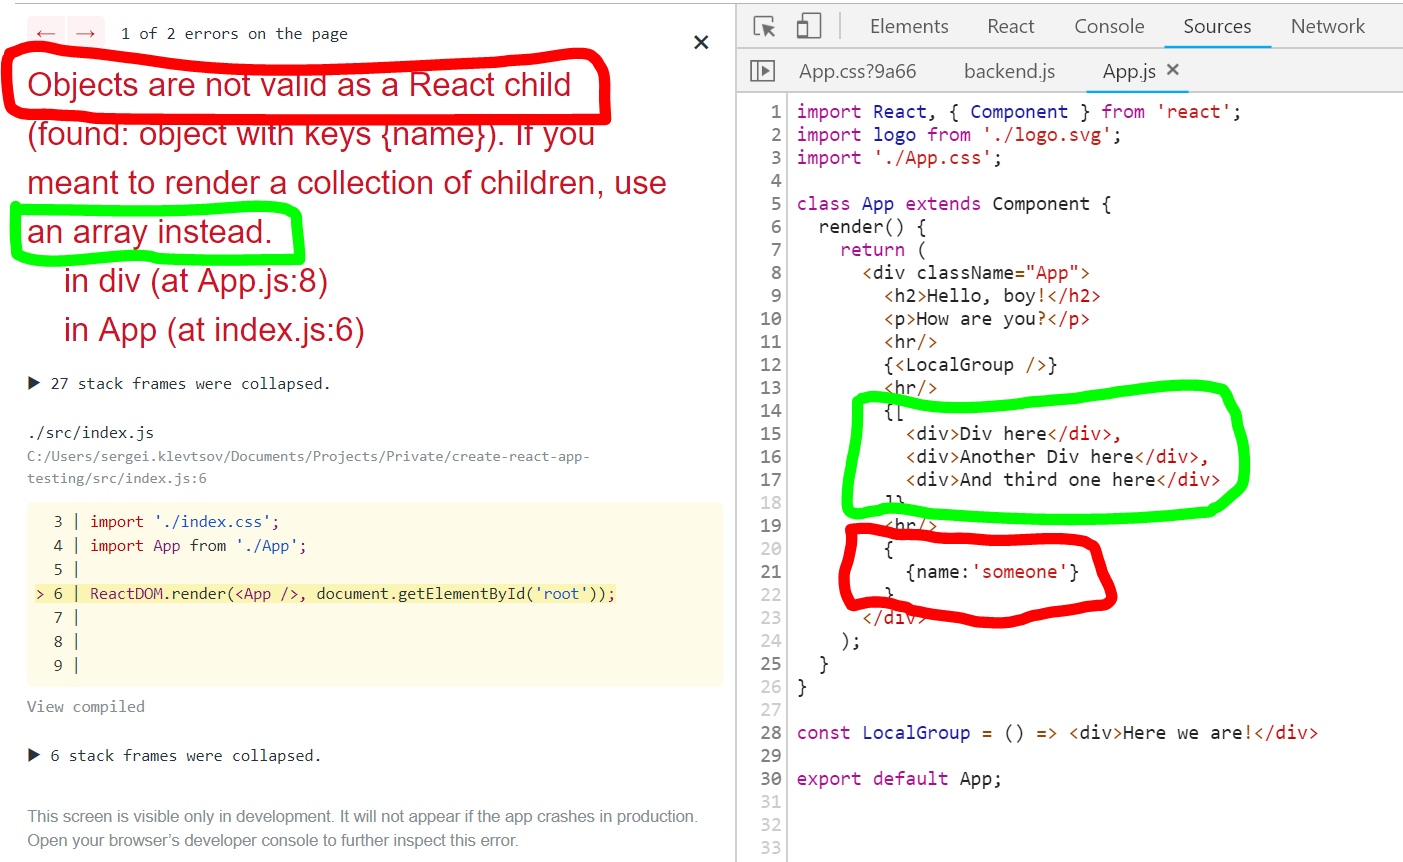 ← → 1 of 2 errors on the page ✕
Objects are not valid as a React child
(found: object with keys {name}). If you
meant to render a collection of children, use
an array instead.
in div (at App.js:8)
in App (at index.js:6)
▶ 27 stack frames were collapsed.
./src/index.js
C:/Users/sergei.klevtsov/Documents/Projects/Private/create-react-app-
testing/src/index.js:6
3 | import './index.css';
4 | import App from './App';
5 |
> 6 | ReactDOM.render(<App />, document.getElementById('root'));
7 |
8 |
9 |
View compiled
▶ 6 stack frames were collapsed.
This screen is visible only in development. It will not appear if the app crashes in production.
Open your browser’s developer console to further inspect this error.
Elements React Console Sources Network
App.css?9a66 backend.js App.js ✕
1 import React, { Component } from 'react';
2 import logo from './logo.svg';
3 import './App.css';
4
5 class App extends Component {
6 render() {
7 return (
8 <div className="App">
9 <h2>Hello, boy!</h2>
10 <p>How are you?</p>
11 <hr/>
12 {<LocalGroup />}
13 <hr/>
14 {[
15 <div>Div here</div>,
16 <div>Another Div here</div>,
17 <div>And third one here</div>
18 ]}
19 <hr/>
20 {
21 {name:'someone'}
22 }
23 </div>
24 );
25 }
26 }
27
28 const LocalGroup = () => <div>Here we are!</div>
29
30 export default App;
31
32
33